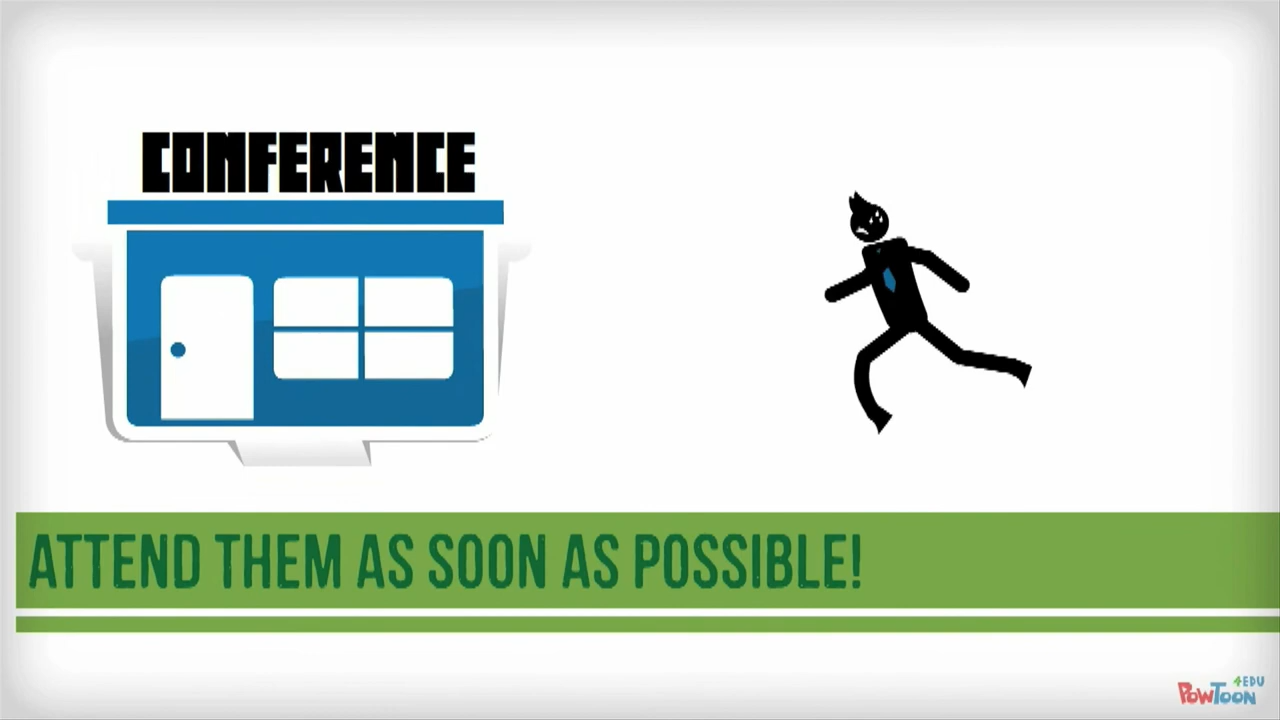 CONFERENCE
ATTEND THEM AS SOON AS POSSIBLE!
4EDU
POWTOON